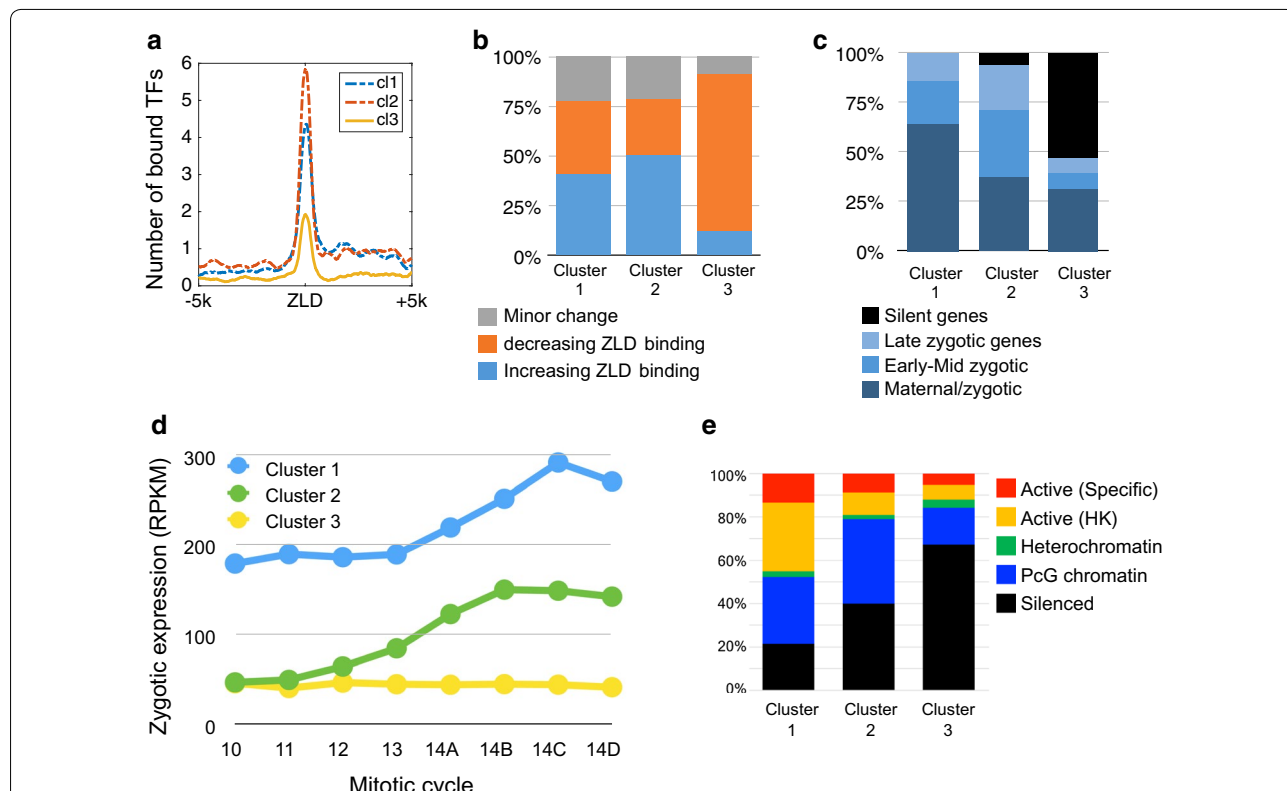 a
Number of bound TFs
6
5
4
3
2
1
0
-5k
ZLD
+5k
cl1
cl2
cl3
b
100%
75%
50%
25%
0%
Cluster
1
Cluster
2
Cluster
3
Minor change
decreasing ZLD binding
Increasing ZLD binding
c
100%
75%
50%
25%
0%
Cluster
1
Cluster
2
Cluster
3
Silent genes
Late zygotic genes
Early-Mid zygotic
Maternal/zygotic
d
Zygotic expression (RPKM)
300
200
100
0
Cluster 1
Cluster 2
Cluster 3
10
11
12
13
14A
14B
14C
14D
Mitotic cycle
e
100%
80%
60%
40%
20%
0%
Cluster
1
Cluster
2
Cluster
3
Active (Specific)
Active (HK)
Heterochromatin
PcG chromatin
Silenced